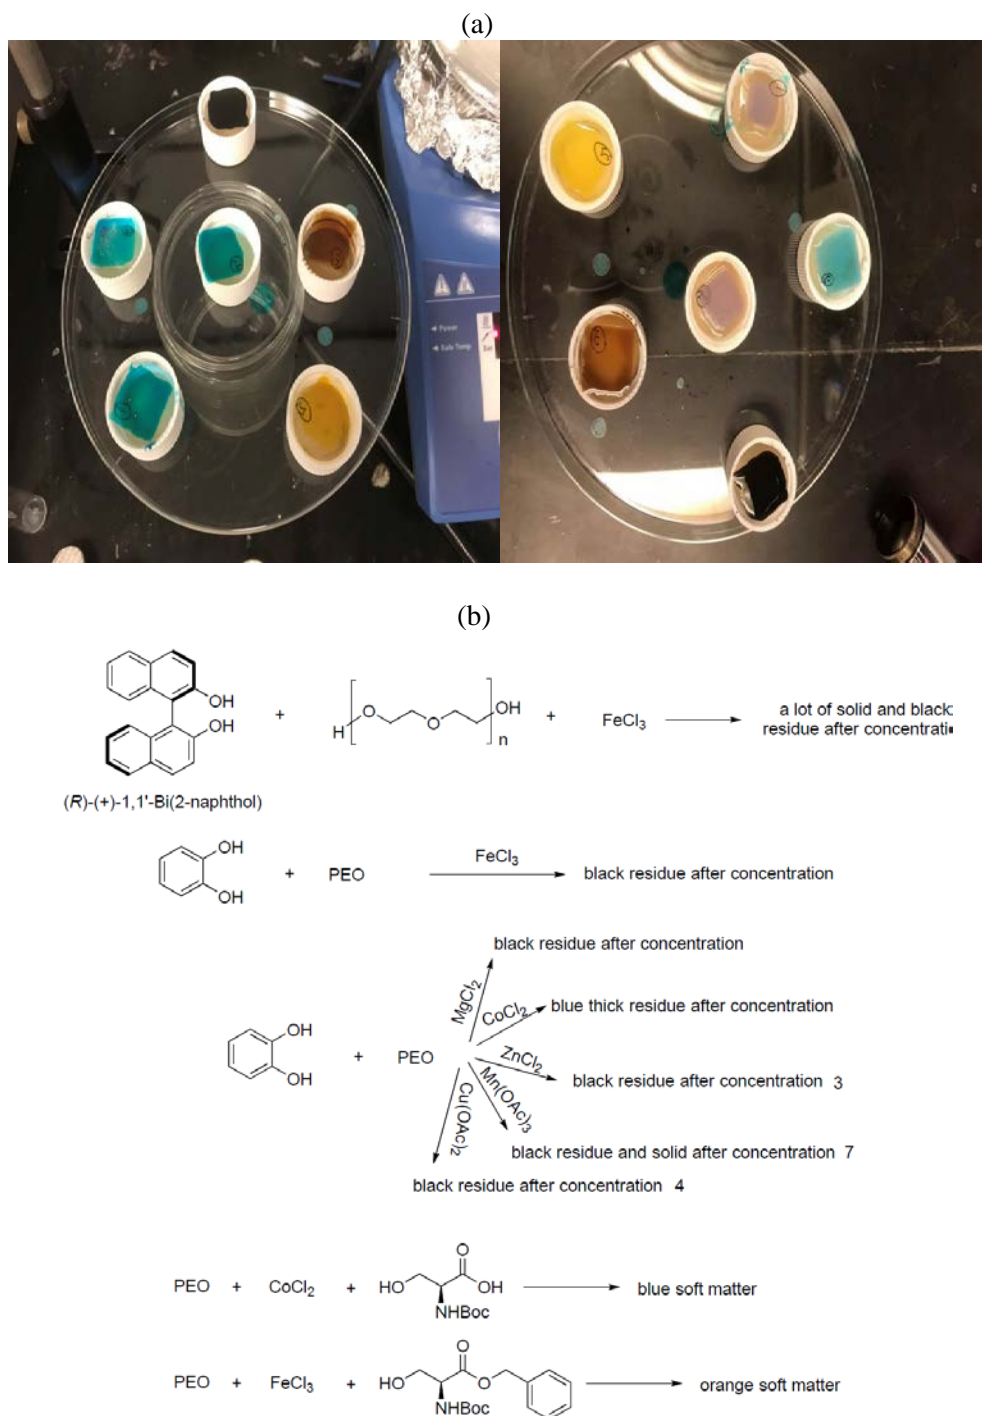 (a)
Power
Safe Temp
(b)
OH
OH
+
H
O
O
OH
n
+
FeCl3
a lot of solid and black
residue after concentrati
(R)-(+)-1,1'-Bi(2-naphthol)
OH
OH
+
PEO
FeCl3
black residue after concentration
black residue after concentration
MgCl2
CoCl2
blue thick residue after concentration
OH
OH
+
PEO
ZnCl2
black residue after concentration 3
Mn(OAc)3
Cu(OAc)2
black residue and solid after concentration 7
black residue after concentration 4
PEO + CoCl2 + HO O OH NHBoc
blue soft matter
PEO + FeCl3 + HO O O NHBoc
orange soft matter